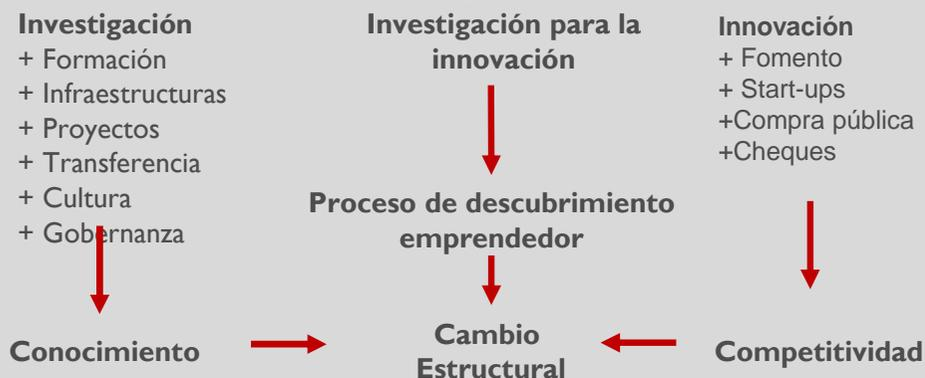 Investigación
+ Formación
+ Infraestructuras
+ Proyectos
+ Transferencia
+ Cultura
+ Gobernanza
Conocimiento
Investigación para la
innovación
Proceso de descubrimiento
emprendedor
Cambio
Estructural
Innovación
+ Fomento
+ Start-ups
+Compra pública
+Cheques
Competitividad